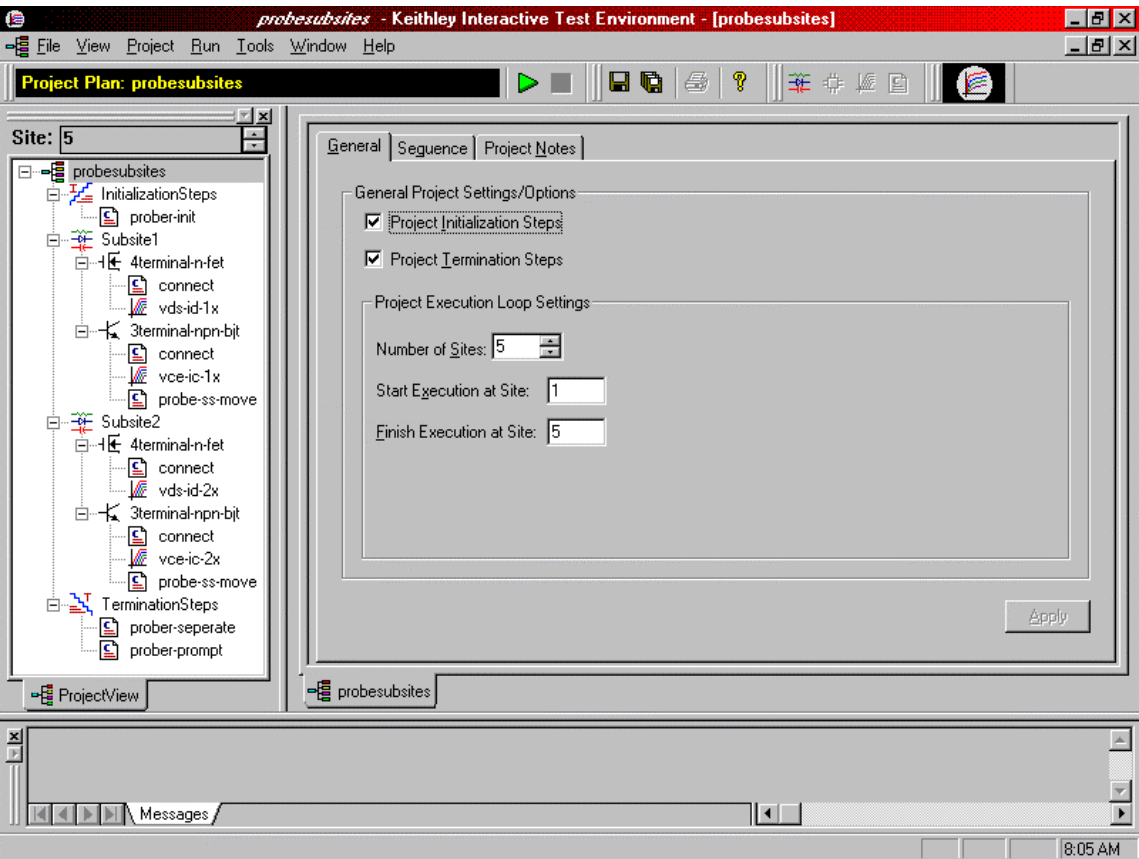 probesubsites - Keithley Interactive Test Environment - [probesubsites]
File View Project Run Tools Window Help
Project Plan: probesubsites
Site: 5
probesubsites
InitializationSteps
prober-init
Subsite1
4terminal-n-fet
connect
vds-id-1x
3terminal-npn-bjt
connect
vce-ic-1x
probe-ss-move
Subsite2
4terminal-n-fet
connect
vds-id-2x
3terminal-npn-bjt
connect
vce-ic-2x
probe-ss-move
TerminationSteps
prober-seperate
prober-prompt
ProjectView
General Sequence Project Notes
General Project Settings/Options
Project Initialization Steps
Project Termination Steps
Project Execution Loop Settings
Number of Sites: 5
Start Execution at Site: 1
Finish Execution at Site: 5
Apply
probesubsites
Messages
8:05 AM